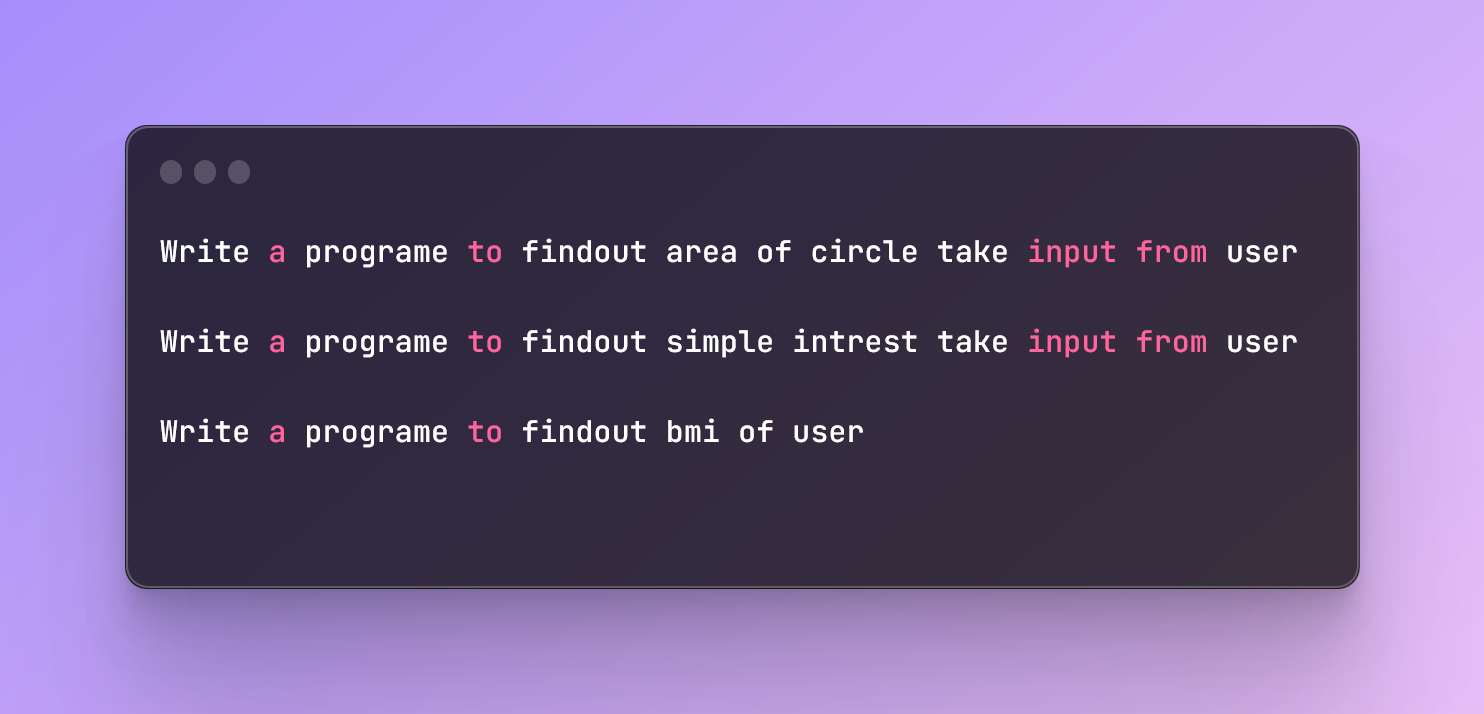 Write a programe to findout area of circle take input from user
Write a programe to findout simple intrest take input from user
Write a programe to findout bmi of user